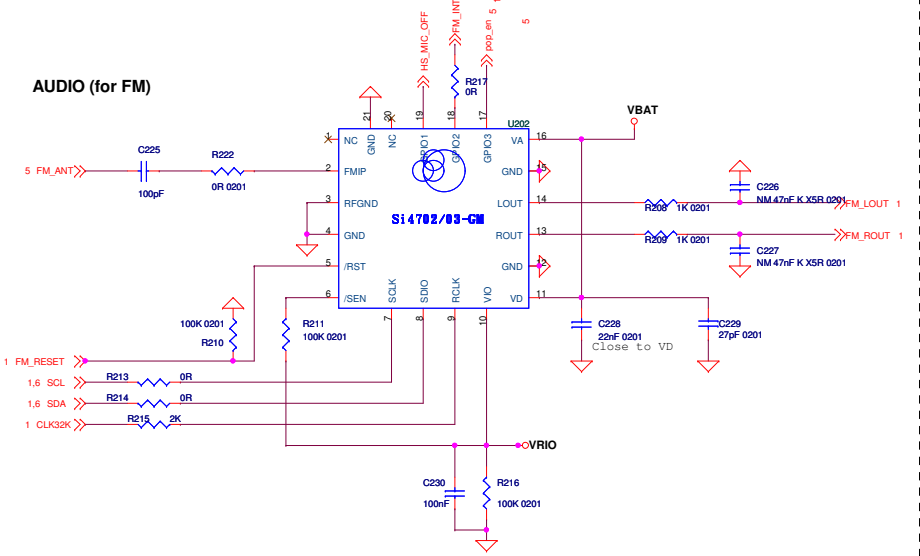 5
5
HS_MIC_OFF
FM_INT
pop_en
AUDIO (for FM)
R217
0R
21
20
19
18
17
U202
VBAT
1
NC
GND
NC
GPIO1
GPIO2
GPIO3
VA
16
C225
R222
5 FM_ANT
2
FMIP
GND
15
100pF
0R 0201
C226
NM 47nF K X5R 0201
3
RFGND
LOUT
14
R208
1K 0201
FM_LOUT 1
Si4702/03-GM
4
GND
ROUT
13
R209
1K 0201
FM_ROUT 1
C227
NM 47nF K X5R 0201
5
/RST
GND
12
6
/SEN
SCLK
SDIO
RCLK
VIO
VD
11
7
8
9
10
100K 0201
R210
R211
100K 0201
C228
22nF 0201
Close to VD
C229
27pF 0201
1 FM_RESET
1,6 SCL
R213
0R
1,6 SDA
R214
0R
1 CLK32K
R215
2K
VRIO
C230
100nF
R216
100K 0201